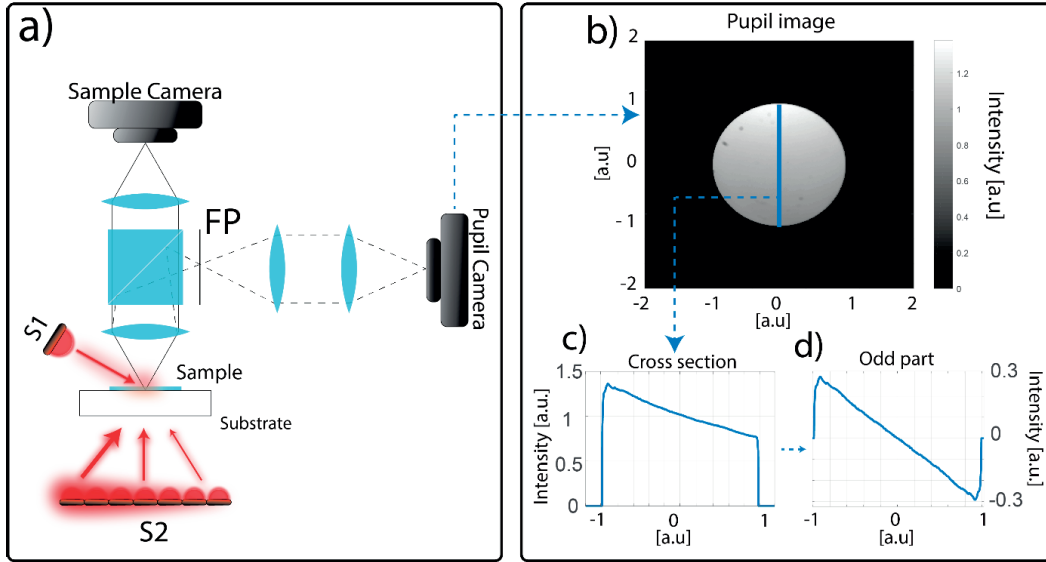 a)
Sample Camera
FP
Pupil Camera
S1
Sample
Substrate
S2
b)
Pupil image
2
1
0
-1
-2
[a.u]
-2
-1
0
1
2
[a.u]
1.2
1
0.8
0.6
0.4
0.2
0
Intensity [a.u]
c)
Cross section
1.5
1
0.5
0
Intensity [a.u.]
-1
0
1
[a.u]
d)
Odd part
0.3
0
-0.3
Intensity [a.u.]
-1
0
1
[a.u]